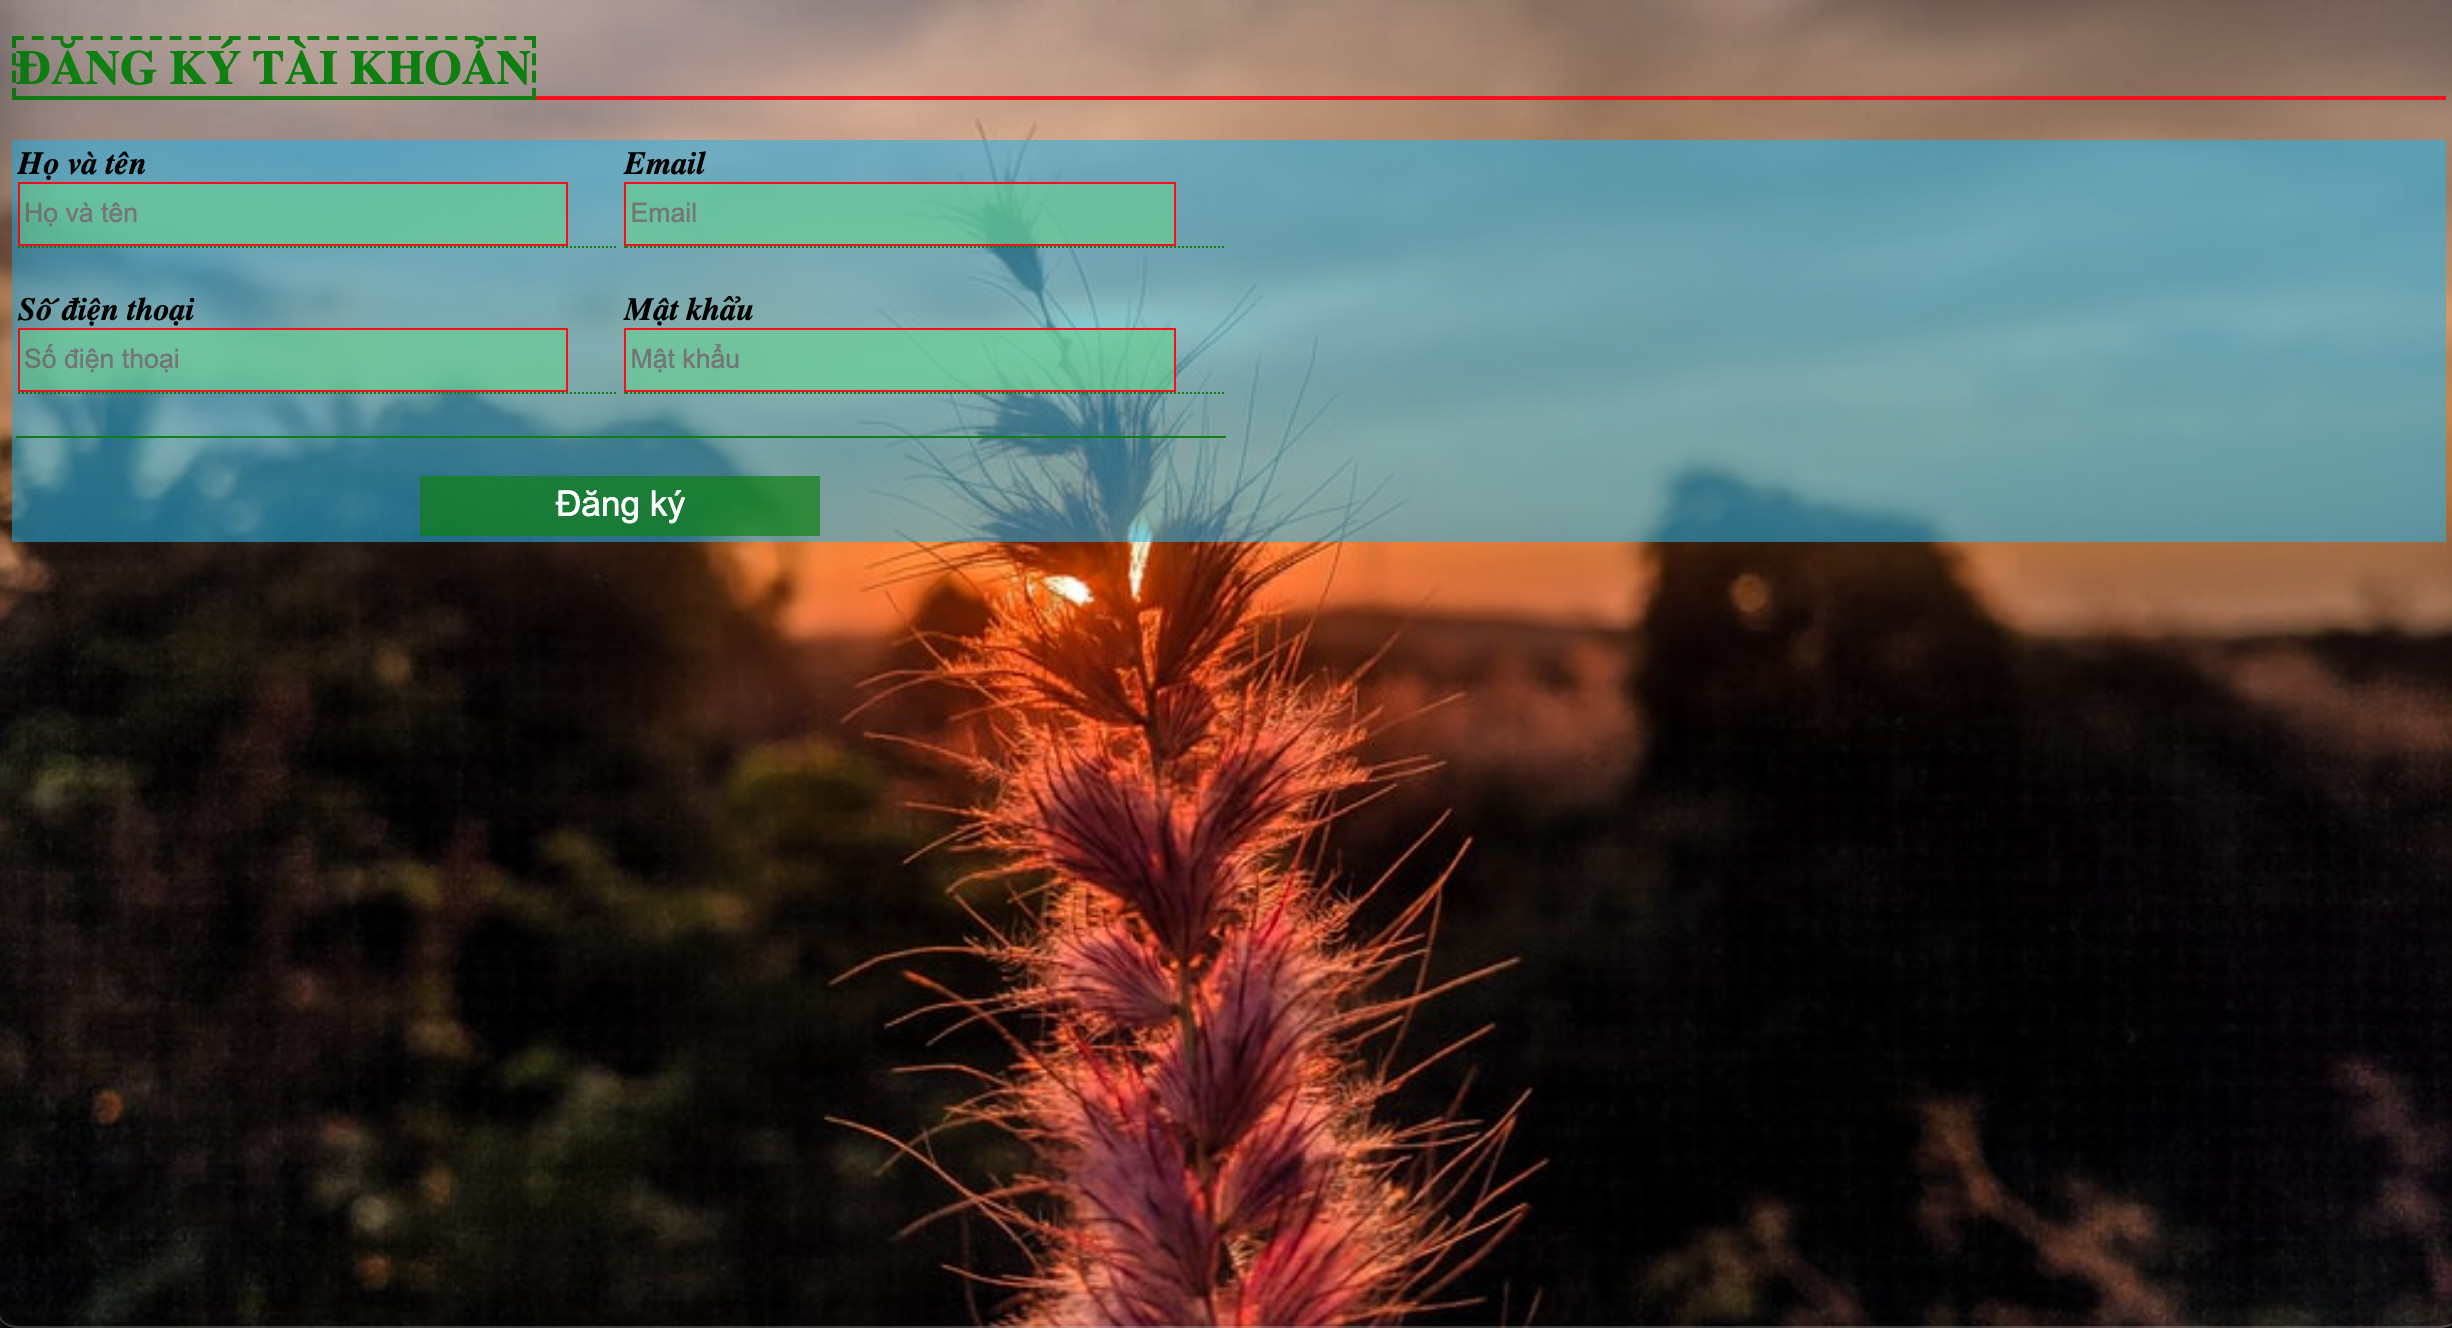 ĐĂNG KÝ TÀI KHOẢN
Họ và tên Email
Họ và tên Email
Số điện thoại Mật khẩu
Số điện thoại Mật khẩu
Đăng ký